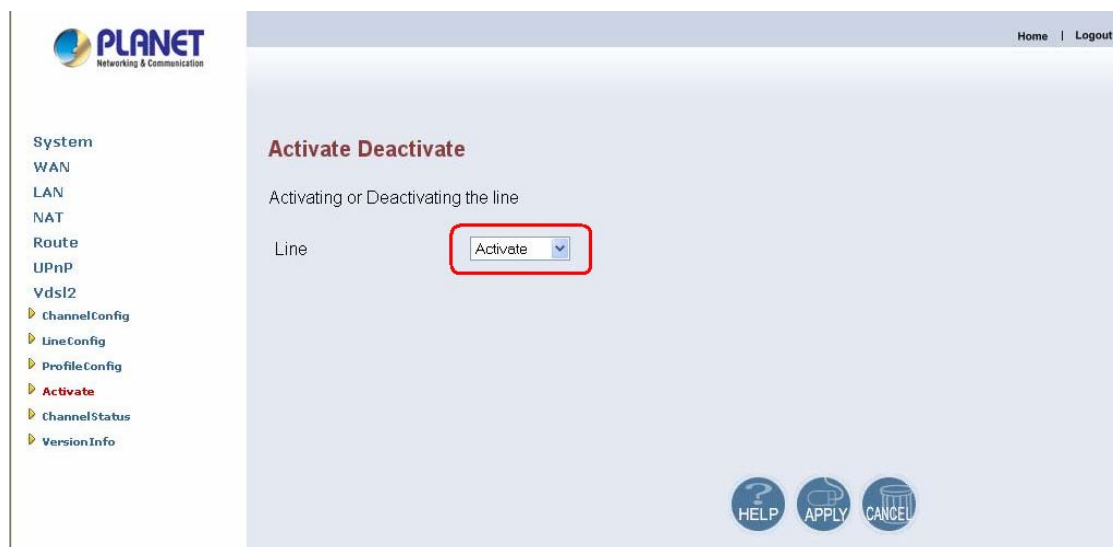 PLANET
Networking & Communication
Home | Logout
System
WAN
LAN
NAT
Route
UPnP
Vdsl2
ChannelConfig
LineConfig
ProfileConfig
Activate
ChannelStatus
VersionInfo
Activate Deactivate
Activating or Deactivating the line
Line Activate
HELP APPLY CANCEL